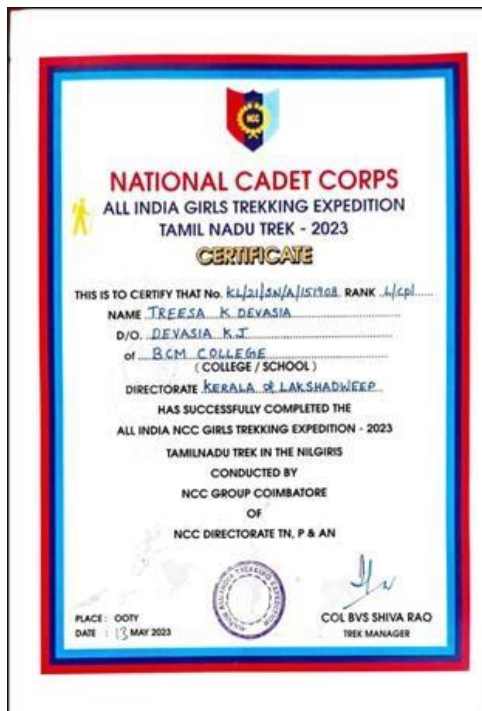 NCC
NATIONAL CADET CORPS
ALL INDIA GIRLS TREKKING EXPEDITION
TAMIL NADU TREK - 2023
CERTIFICATE
THIS IS TO CERTIFY THAT No. KL/21/SN/A/151908 RANK L/Cpl
NAME TREESA K DEVASIA
D/O. DEVASIA K.J
of BCM COLLEGE
( COLLEGE / SCHOOL )
DIRECTORATE KERALA & LAKSHADWEEP
HAS SUCCESSFULLY COMPLETED THE
ALL INDIA NCC GIRLS TREKKING EXPEDITION - 2023
TAMILNADU TREK IN THE NILGIRIS
CONDUCTED BY
NCC GROUP COIMBATORE
OF
NCC DIRECTORATE TN, P & AN
ALL INDIA TREKKING EXPEDITION
PLACE : OOTY
DATE : 13 MAY 2023
COL BVS SHIVA RAO
TREK MANAGER